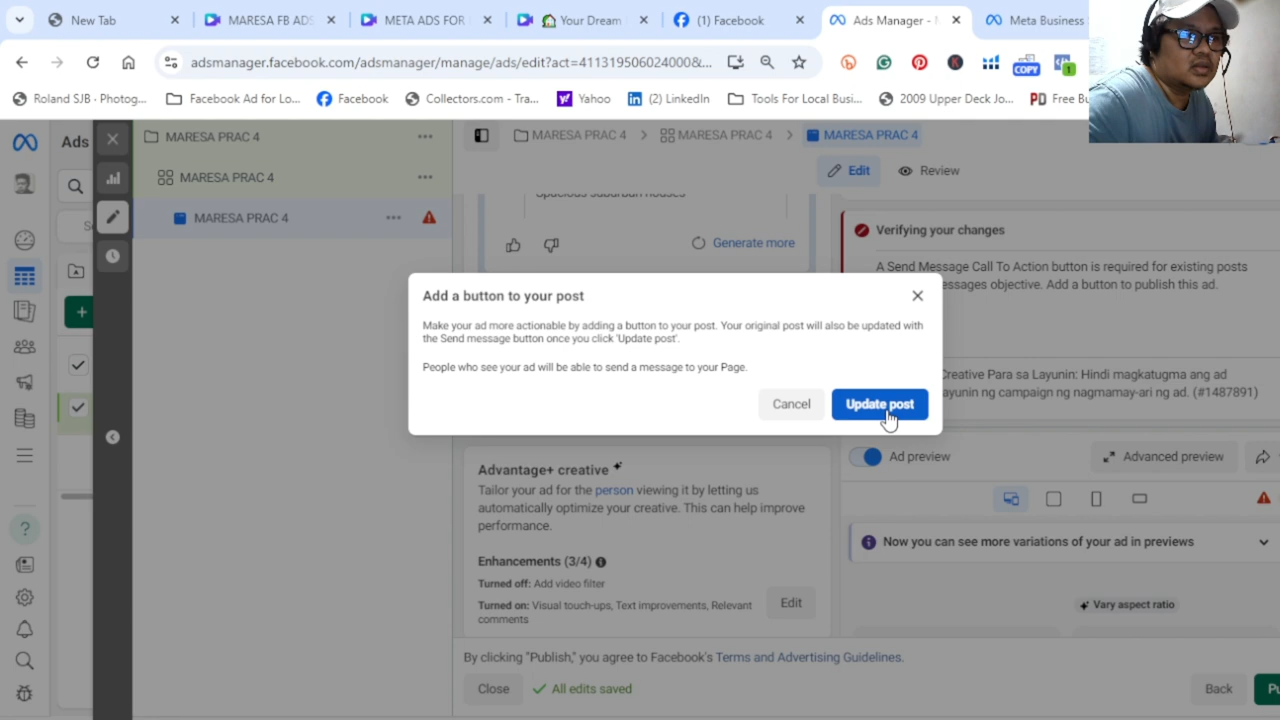 New Tab
MARESA FB ADS
META ADS FOR
Your Dream
(1) Facebook
Ads Manager -
Meta Business
adsmanager.facebook.com/adsmanager/manage/ads/edit?act=4113195060240000&...
COPY
1
Roland SJB - Photog...
Facebook Ad for Lo...
Facebook
Collectors.com - Tra...
Yahoo
(2) LinkedIn
Tools For Local Busi...
2009 Upper Deck Jo...
Free Bu
Ads
MARESA PRAC 4
MARESA PRAC 4
MARESA PRAC 4
MARESA PRAC 4
MARESA PRAC 4
MARESA PRAC 4
Edit
Review
Spacious suburban houses
Generate more
Verifying your changes
A Send Message Call To Action button is required for existing posts
essages objective. Add a button to publish this ad.
Creative Para sa Layunin: Hindi magkatugma ang ad
ayunin ng campaign ng nagmamay-ari ng ad. (#1487891)
Add a button to your post
Make your ad more actionable by adding a button to your post. Your original post will also be updated with
the Send message button once you click 'Update post'.
People who see your ad will be able to send a message to your Page.
Cancel
Update post
Advantage+ creative
Tailor your ad for the person viewing it by letting us
automatically optimize your creative. This can help improve
performance.
Enhancements (3/4)
Turned off: Add video filter
Turned on: Visual touch-ups, Text improvements, Relevant
comments
Edit
Ad preview
Advanced preview
Now you can see more variations of your ad in previews
Vary aspect ratio
By clicking "Publish," you agree to Facebook's Terms and Advertising Guidelines.
Close
All edits saved
Back
Pu